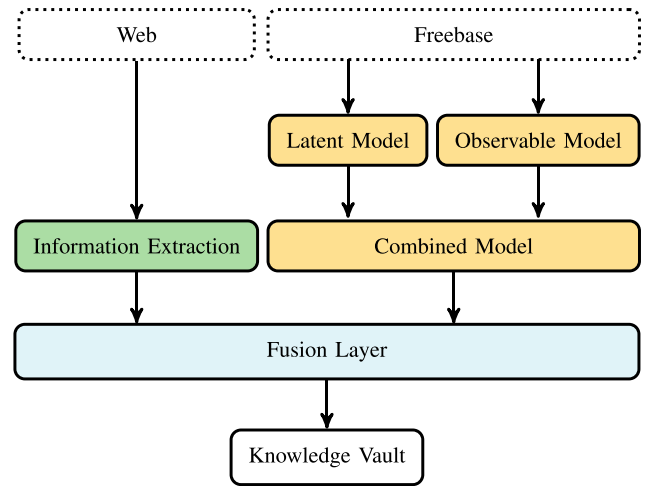 Web
Freebase
Latent Model
Observable Model
Information Extraction
Combined Model
Fusion Layer
Knowledge Vault